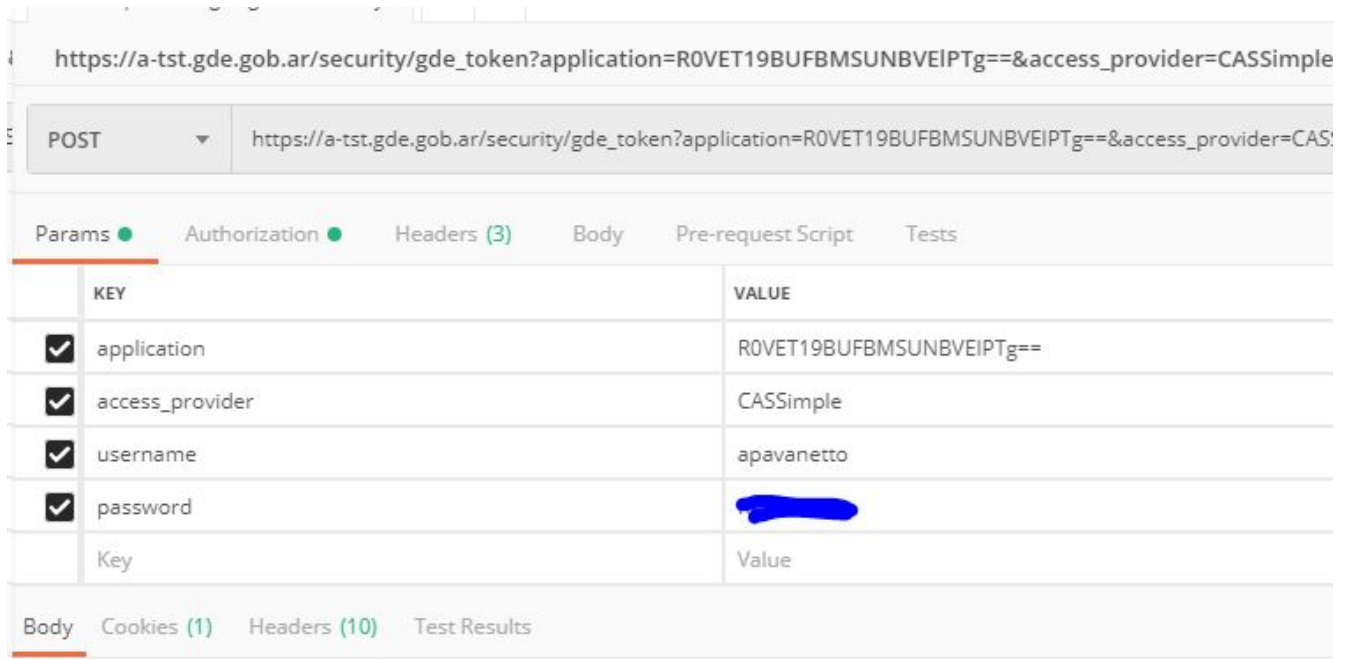 https://a-tst.gde.gob.ar/security/gde_token?application=R0VET19BUFBMSUNBVElPTg==&access_provider=CASSimple
POST https://a-tst.gde.gob.ar/security/gde_token?application=R0VET19BUFBMSUNBVElPTg==&access_provider=CAS
Params Authorization Headers (3) Body Pre-request Script Tests
KEY VALUE
application R0VET19BUFBMSUNBVElPTg==
access_provider CASSimple
username apavanetto
password
Key Value
Body Cookies (1) Headers (10) Test Results